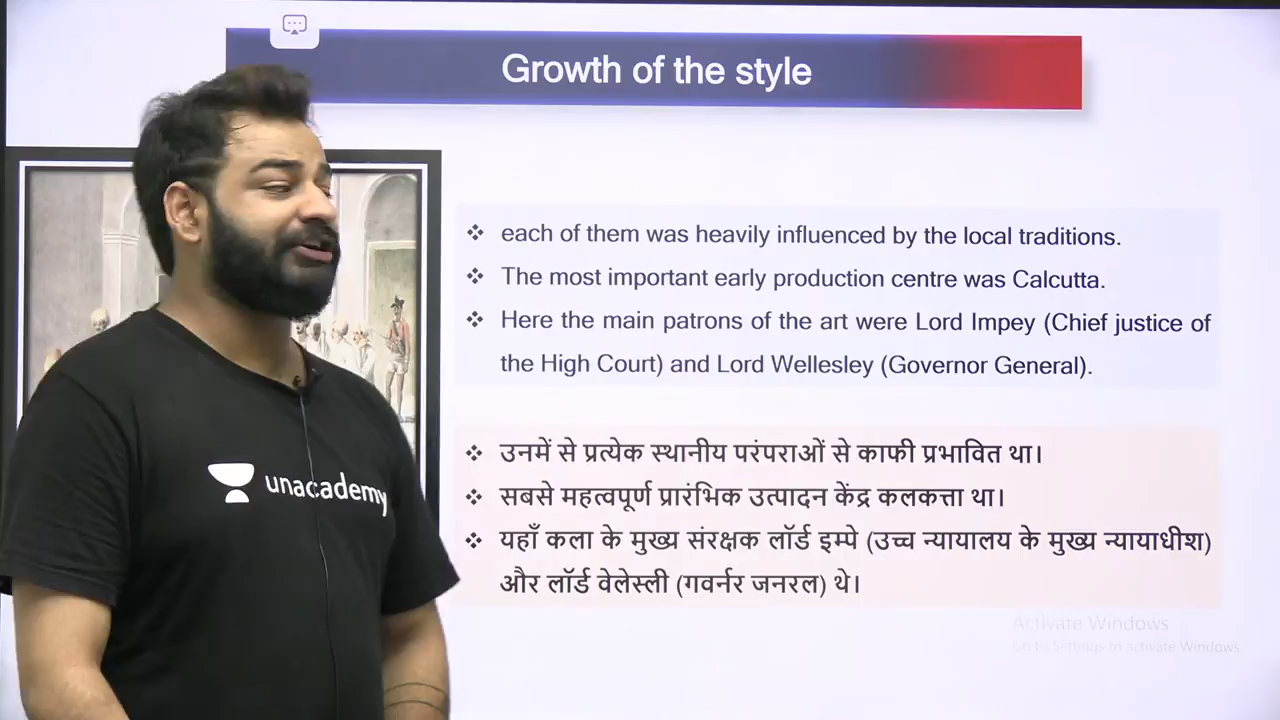 Growth of the style
❖ each of them was heavily influenced by the local traditions.
❖ The most important early production centre was Calcutta.
❖ Here the main patrons of the art were Lord Impey (Chief justice of
the High Court) and Lord Wellesley (Governor General).
❖ उनमें से प्रत्येक स्थानीय परंपराओं से काफी प्रभावित था।
❖ सबसे महत्वपूर्ण प्रारंभिक उत्पादन केंद्र कलकत्ता था।
❖ यहाँ कला के मुख्य संरक्षक लॉर्ड इम्पे (उच्च न्यायालय के मुख्य न्यायाधीश)
और लॉर्ड वेलेस्ली (गवर्नर जनरल) थे।
unacademy
Activate Windows
Go to Settings to activate Windows.